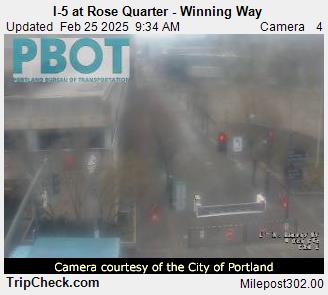 I-5 at Rose Quarter - Winning Way
Updated Feb 25 2025 9:34 AM Camera 4
PBOT
PORTLAND BUREAU OF TRANSPORTATION
Camera courtesy of the City of Portland
TripCheck.com Milepost302.00